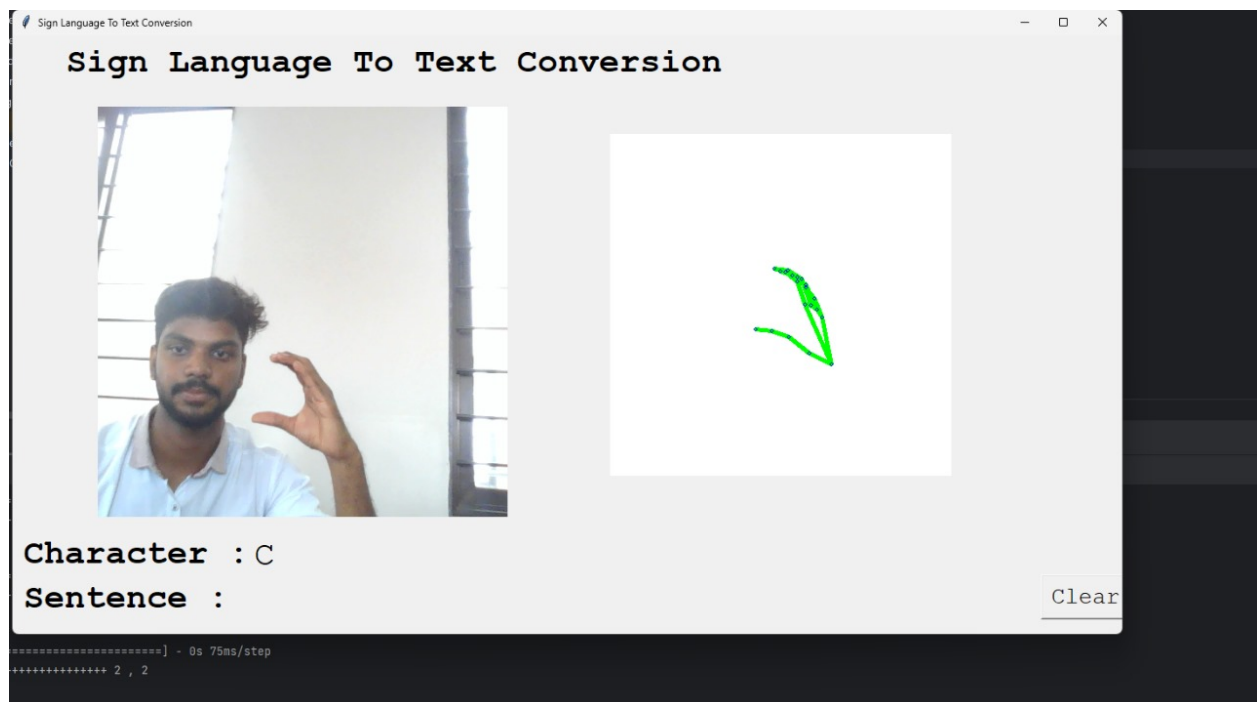 Sign Language To Text Conversion
Sign Language To Text Conversion
Character : C
Sentence :
Clear
] - 0s 75ms/step
2 , 2